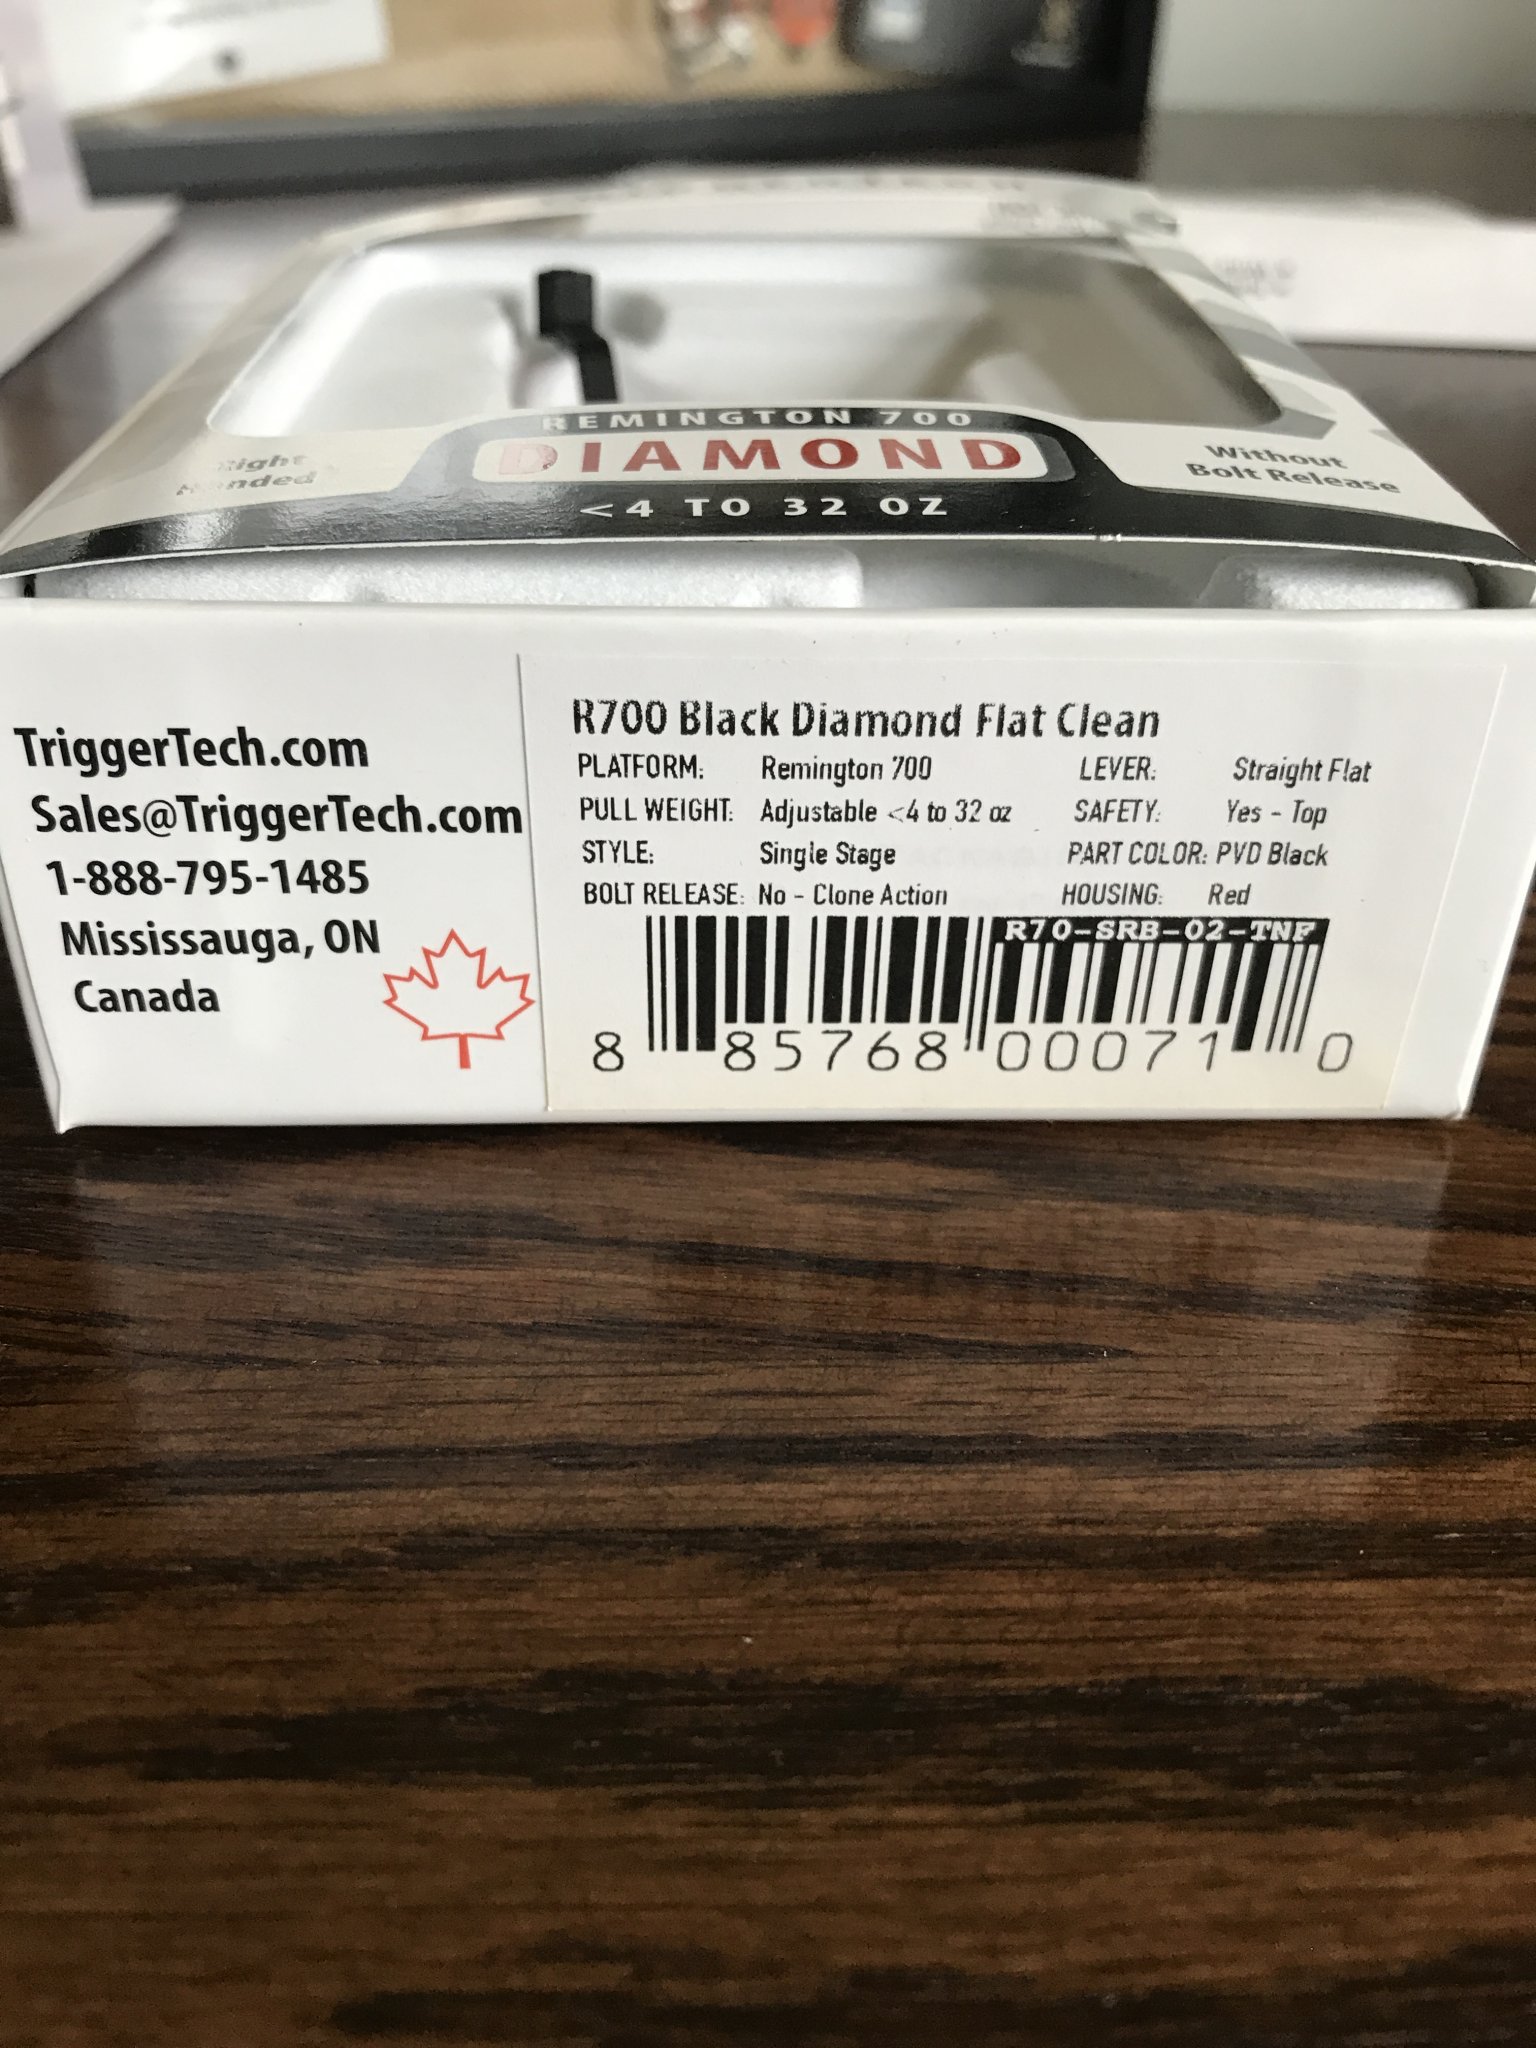 REMINGTON 700
DIAMOND
<4 TO 32 OZ
Right
Handed
Without
Bolt Release
TriggerTech.com
Sales@TriggerTech.com
1-888-795-1485
Mississauga, ON
Canada
R700 Black Diamond Flat Clean
PLATFORM: Remington 700 LEVER: Straight Flat
PULL WEIGHT: Adjustable <4 to 32 oz SAFETY: Yes - Top
STYLE: Single Stage PART COLOR: PVD Black
BOLT RELEASE: No - Clone Action HOUSING: Red
R70-SRB-02-TNF
8 85768 00071 0